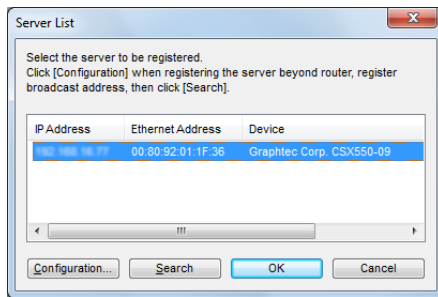 Server List
Select the server to be registered.
Click [Configuration] when registering the server beyond router, register
broadcast address, then click [Search].
IP Address Ethernet Address Device
00:80:92:01:1F:36 Graphtec Corp. CSX550-09
Configuration... Search OK Cancel